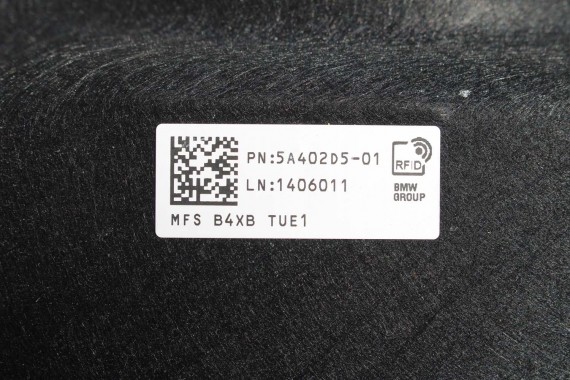 PN:5A402D5-01
LN:1406011
MFS B4XB TUE1
RFID
BMW
GROUP